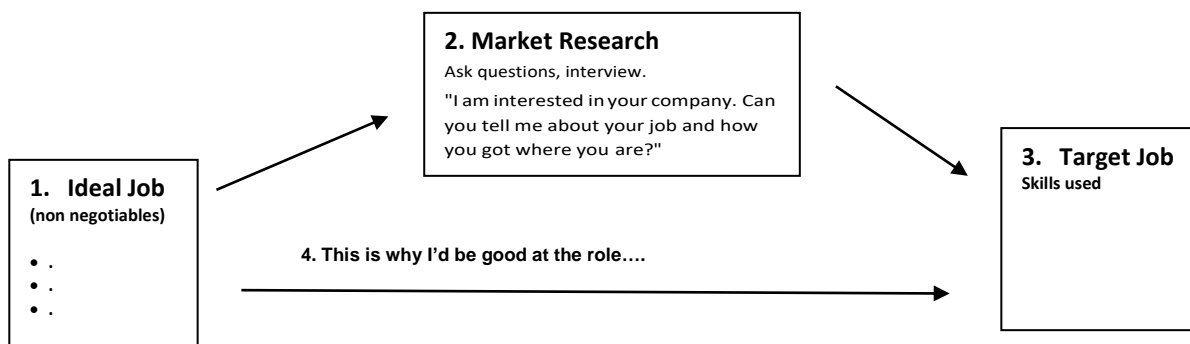 1. Ideal Job
(non negotiables)
• .
• .
• .
2. Market Research
Ask questions, interview.
"I am interested in your company. Can
you tell me about your job and how
you got where you are?"
3. Target Job
Skills used
4. This is why I’d be good at the role….